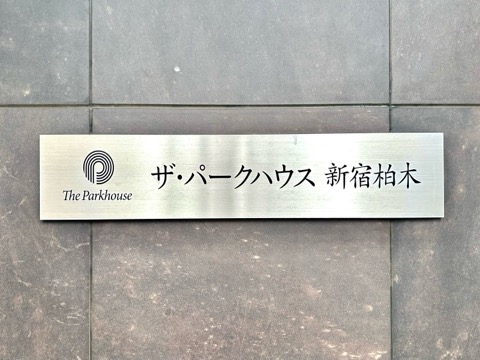 The Parkhouse
ザ・パークハウス 新宿柏木